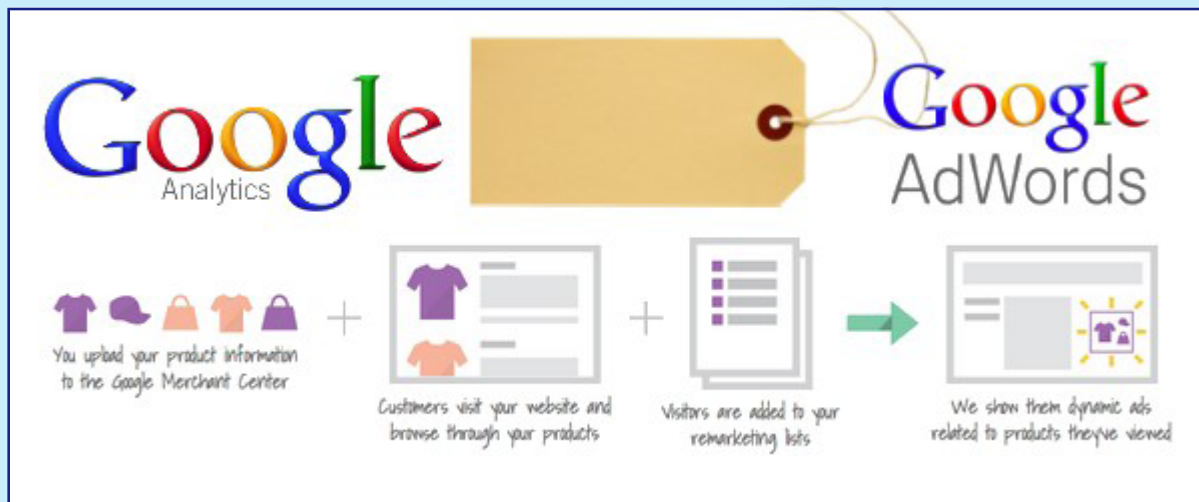 Google
Analytics
Google
AdWords
You upload your product information
to the Google Merchant Center
Customers visit your website and
browse through your products
Visitors are added to your
remarketing lists
We show them dynamic ads
related to products theyve viewed